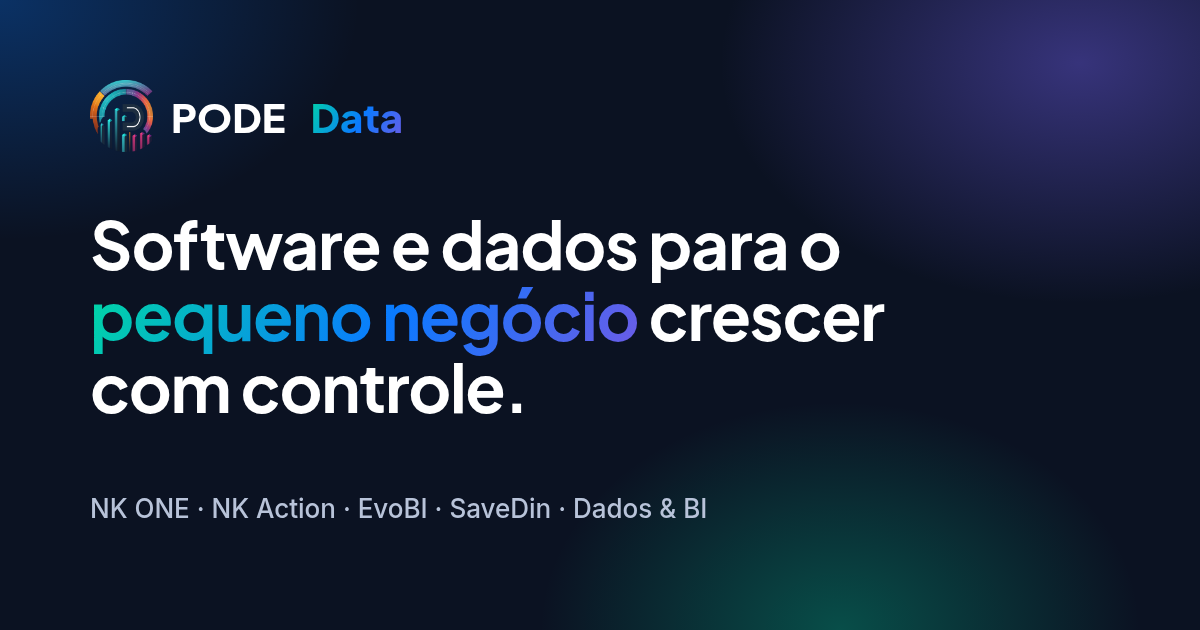 PODE Data
Software e dados para o
pequeno negócio crescer
com controle.
NK ONE · NK Action · EvoBI · SaveDin · Dados & BI